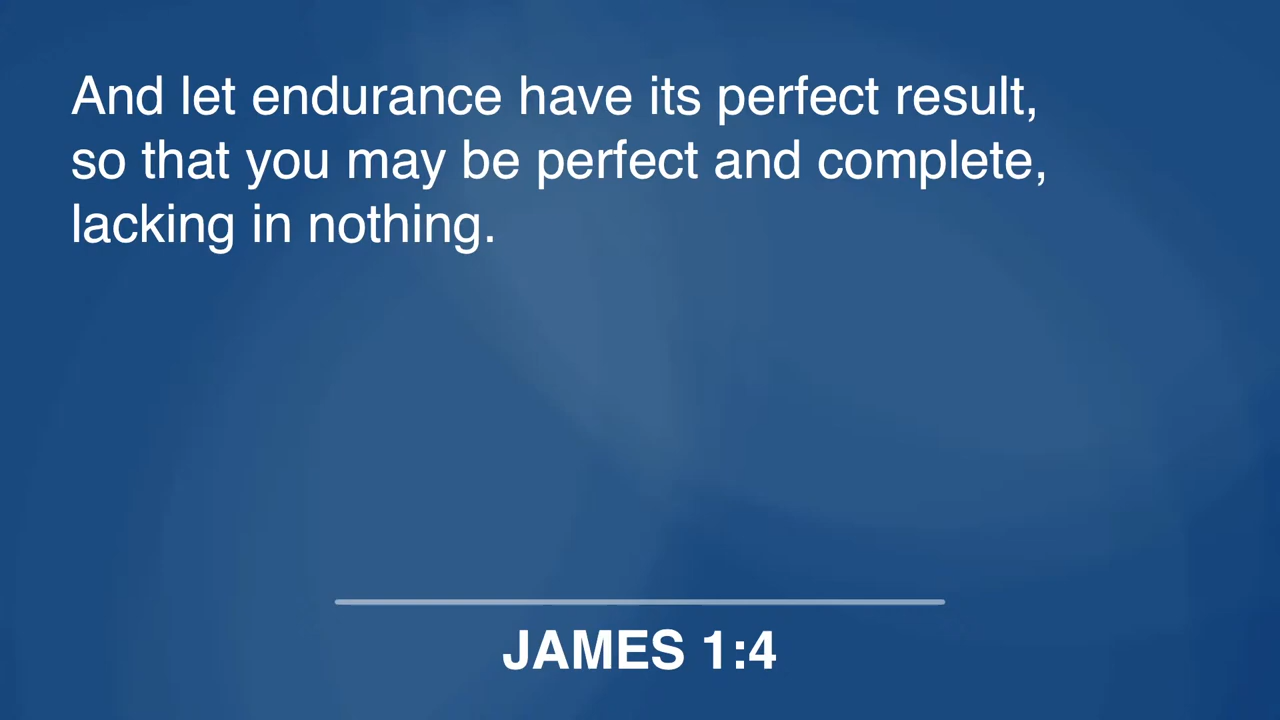 And let endurance have its perfect result,
so that you may be perfect and complete,
lacking in nothing.
JAMES 1:4